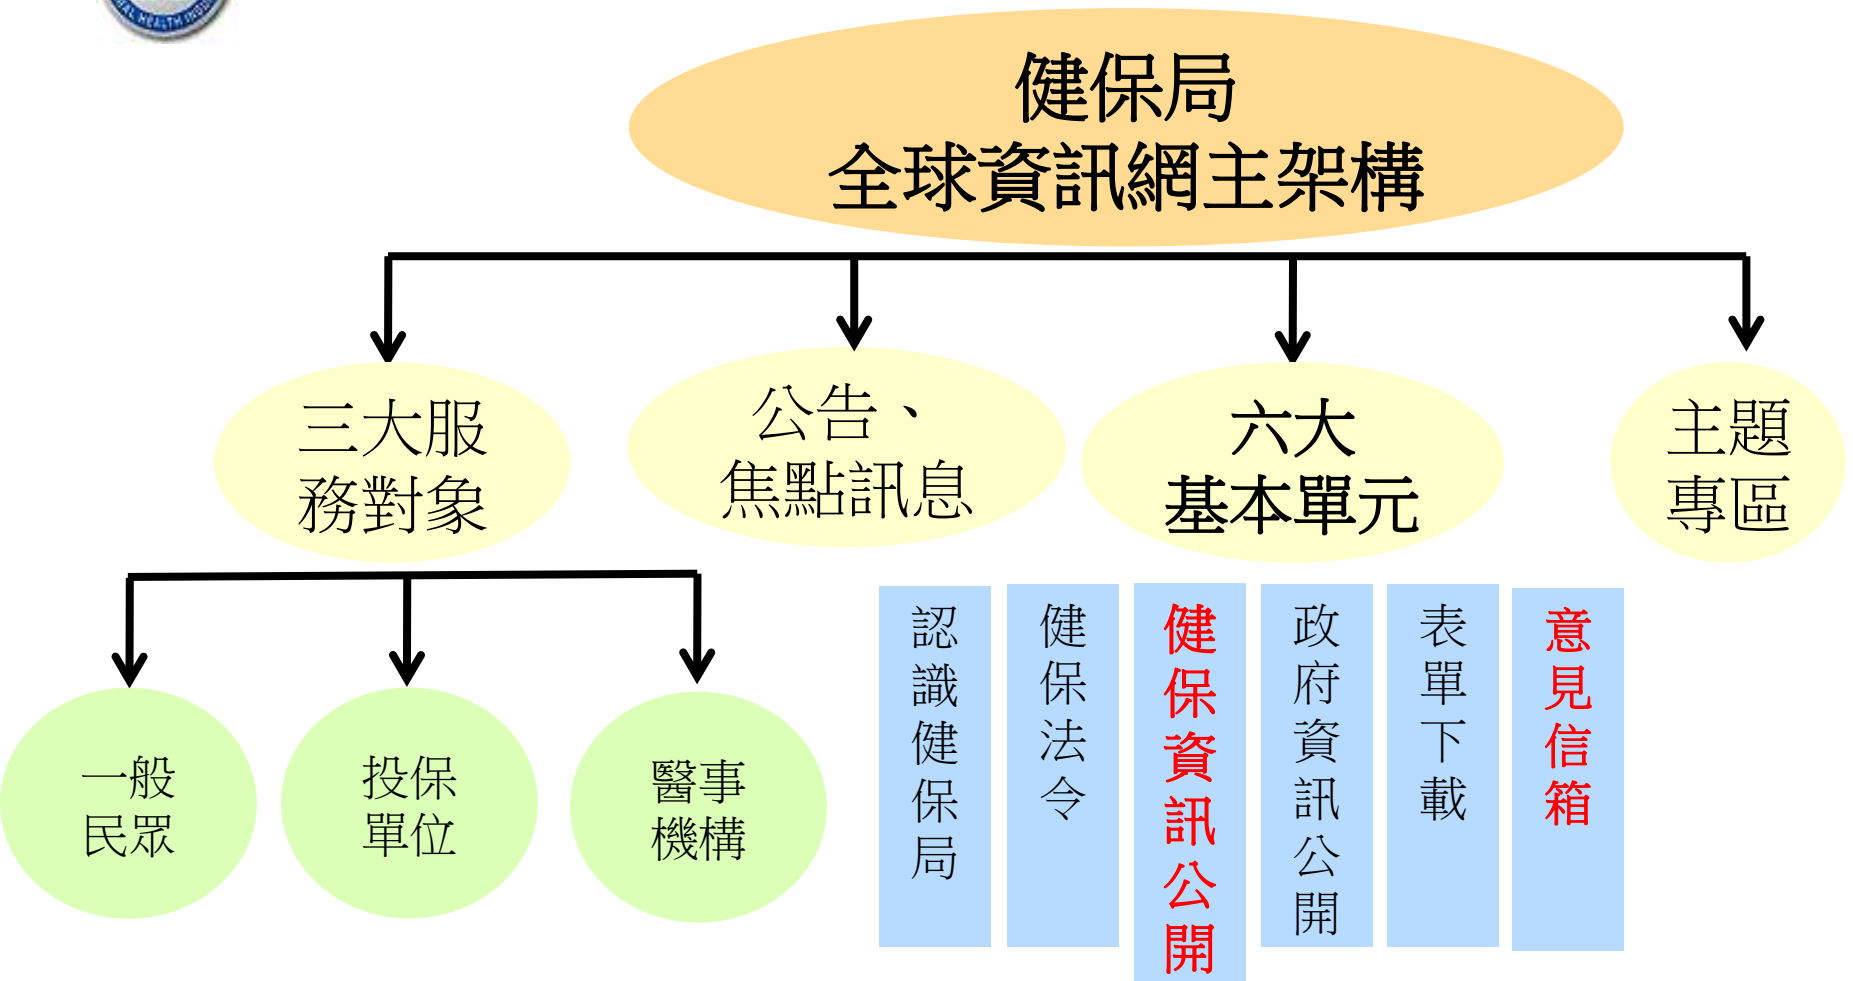 健保局
全球資訊網主架構
三大服
務對象
公告、
焦點訊息
六大
基本單元
主題
專區
一般
民眾
投保
單位
醫事
機構
認識健保局
健保法令
健保資訊公開
政府資訊公開
表單下載
意見信箱